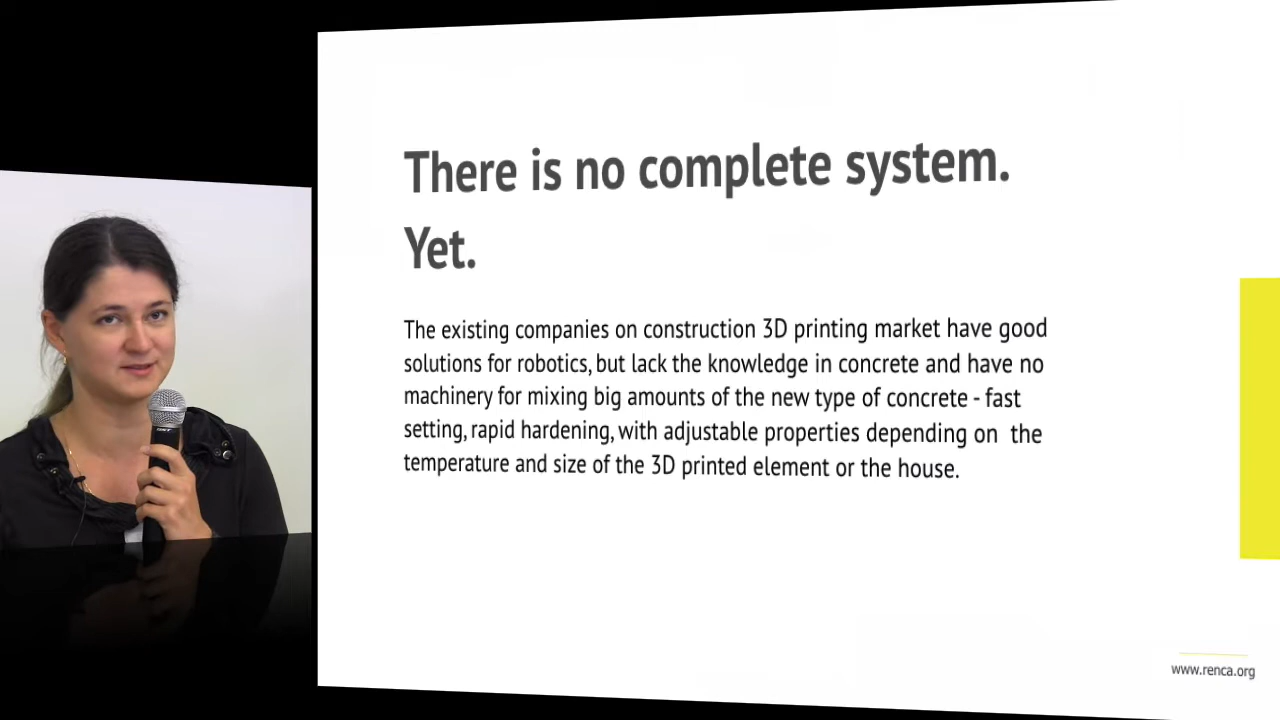 There is no complete system.
Yet.
The existing companies on construction 3D printing market have good
solutions for robotics, but lack the knowledge in concrete and have no
machinery for mixing big amounts of the new type of concrete - fast
setting, rapid hardening, with adjustable properties depending on the
temperature and size of the 3D printed element or the house.
www.renca.org